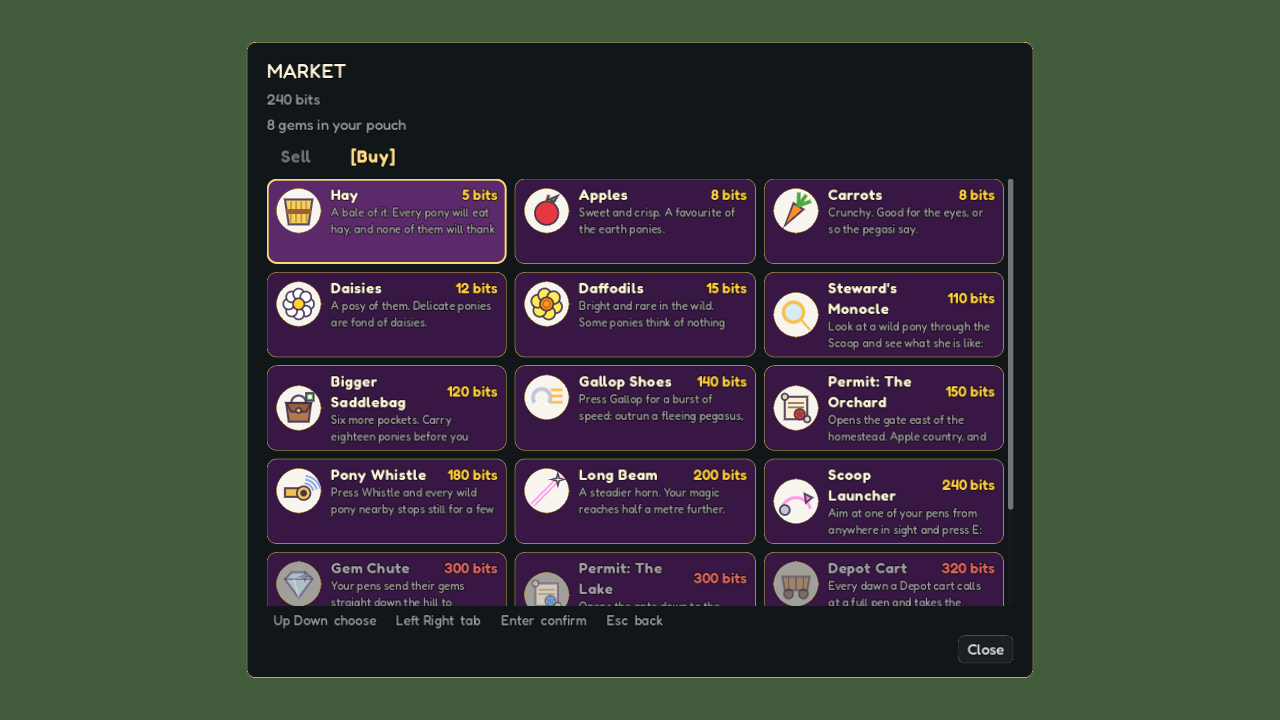 MARKET
240 bits
8 gems in your pouch
Sell [Buy]
Hay 5 bits
A bale of it. Every pony will eat
hay, and none of them will thank
Apples 8 bits
Sweet and crisp. A favourite of
the earth ponies.
Carrots 8 bits
Crunchy. Good for the eyes, or
so the pegasi say.
Daisies 12 bits
A posy of them. Delicate ponies
are fond of daisies.
Daffodils 15 bits
Bright and rare in the wild.
Some ponies think of nothing
Steward's
Monocle
110 bits
Look at a wild pony through the
Scoop and see what she is like:
Bigger
Saddlebag
120 bits
Six more pockets. Carry
eighteen ponies before you
Gallop Shoes 140 bits
Press Gallop for a burst of
speed: outrun a fleeing pegasus,
Permit: The
Orchard
150 bits
Opens the gate east of the
homestead. Apple country, and
Pony Whistle 180 bits
Press Whistle and every wild
pony nearby stops still for a few
Long Beam 200 bits
A steadier horn. Your magic
reaches half a metre further.
Scoop
Launcher
240 bits
Aim at one of your pens from
anywhere in sight and press E:
Gem Chute 300 bits
Your pens send their gems
straight down the hill to
Permit: The
Lake
300 bits
Opens the gate down to the
Depot Cart 320 bits
Every dawn a Depot cart calls
at a full pen and takes the
Up Down choose Left Right tab Enter confirm Esc back
Close